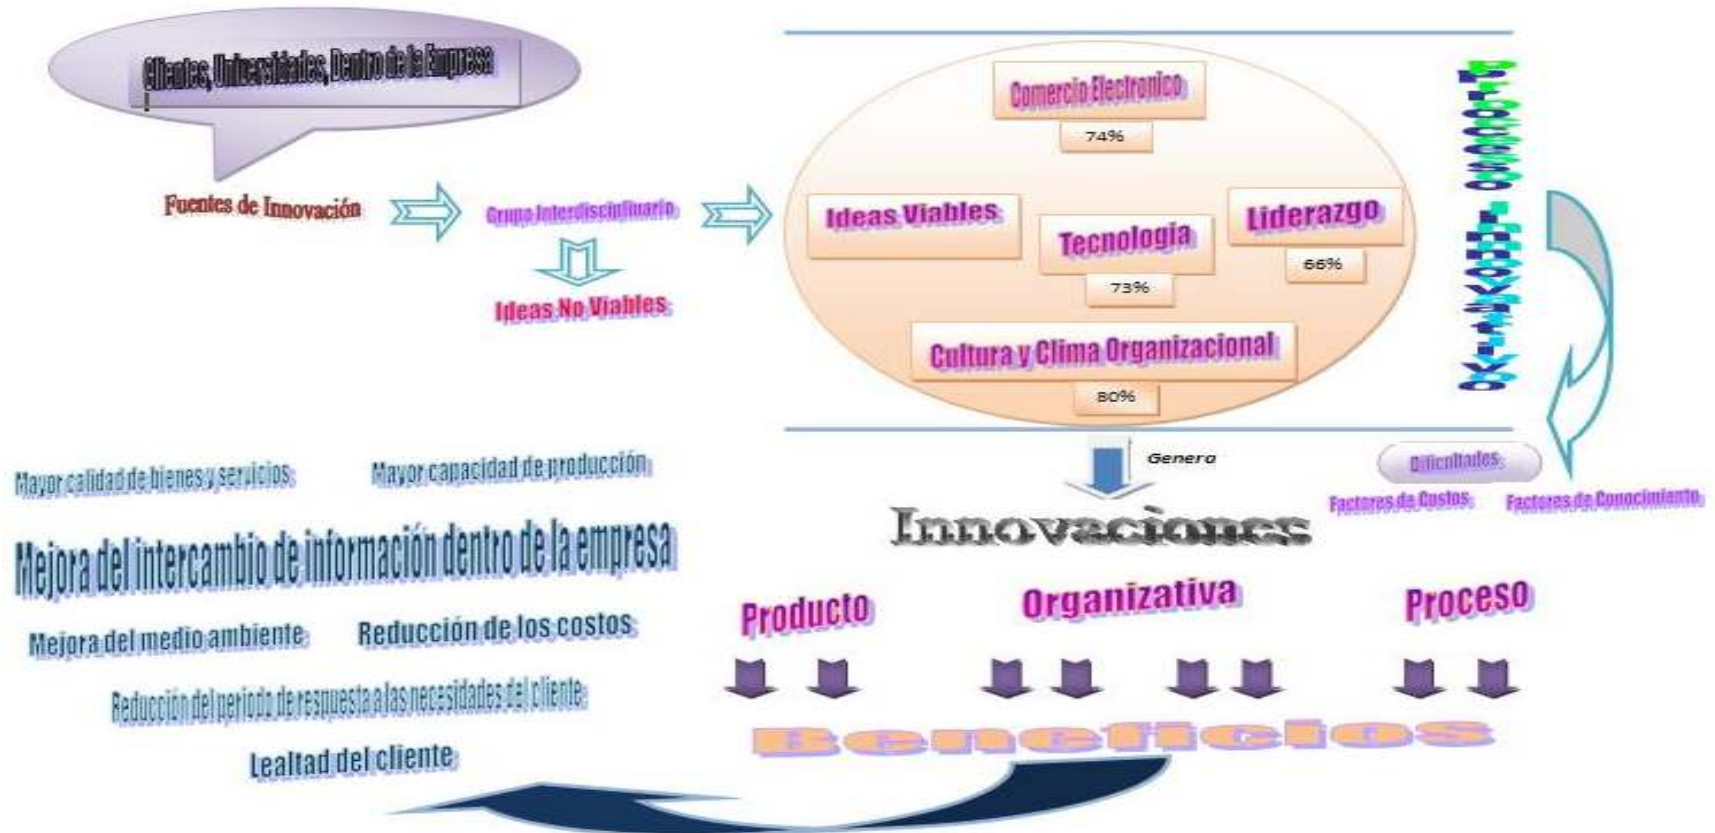 Clientes, Universidades, Dentro de la Empresa
Fuentes de Innovación
Grupo Interdisciplinario
Ideas No Viables
Comercio Electronico
74%
Ideas Viables
Tecnologia
73%
Liderazgo
66%
Cultura y Clima Organizacional
80%
Genera
Innovaciones
Dificultades
Factores de Costos
Factores de Conocimiento
Producto
Organizativa
Proceso
Beneficios
Mayor calidad de bienes y servicios
Mayor capacidad de producción
Mejora del intercambio de información dentro de la empresa
Mejora del medio ambiente
Reducción de los costos
Reducción del periodo de respuesta a las necesidades del cliente
Lealtad del cliente